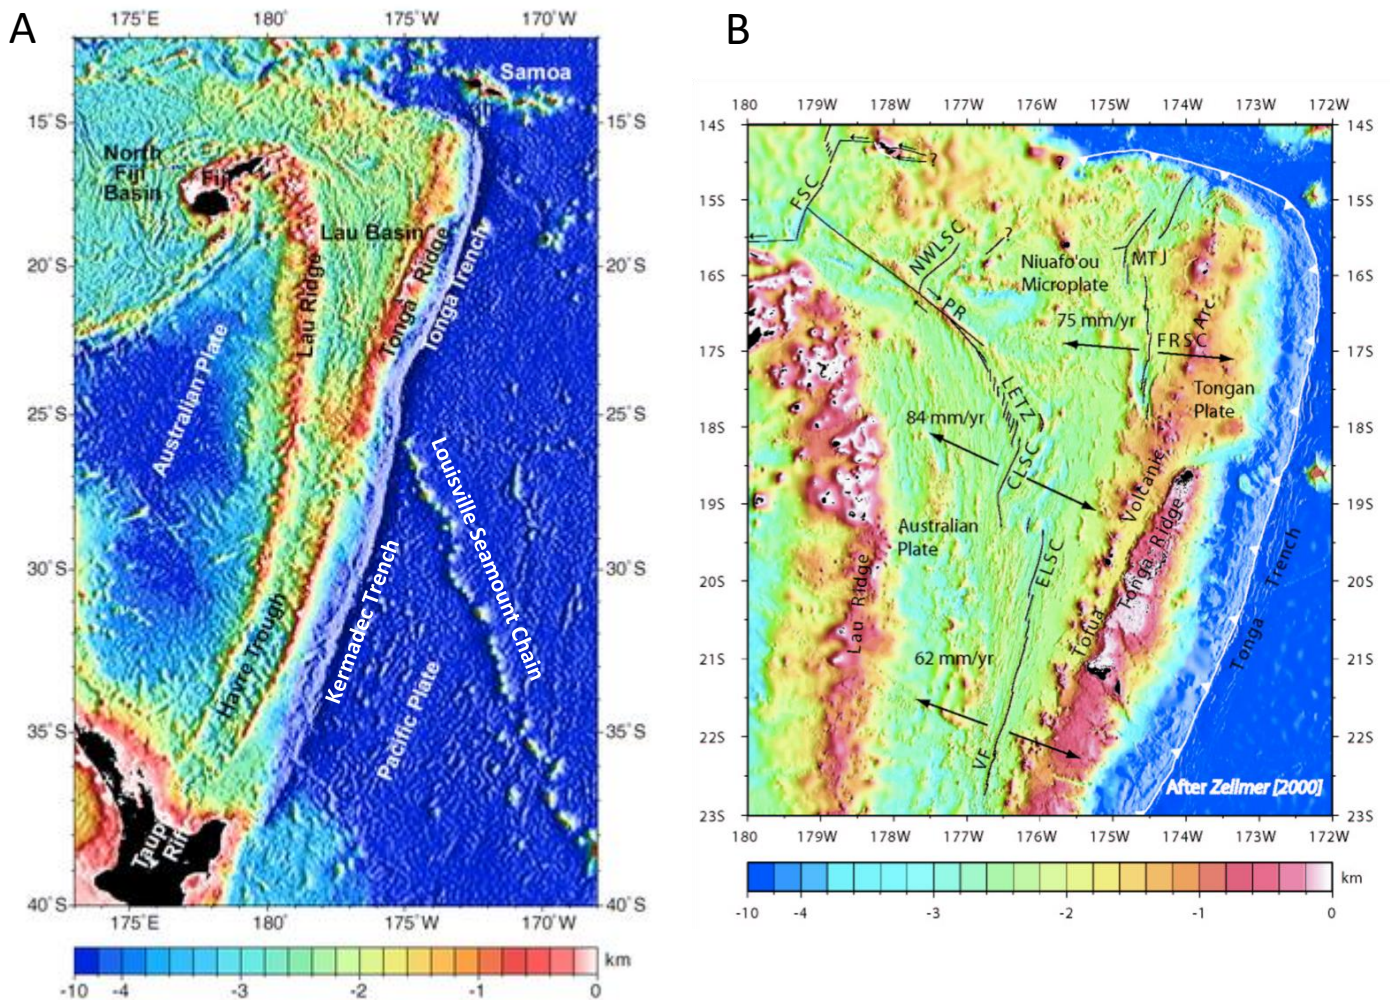 A
175˚E 180˚ 175˚W 170˚W
Samoa
15˚S 15˚S
North
Fiji
Basin
Fiji
Lau Basin
Lau Ridge
Tonga Ridge
Tonga Trench
20˚S 20˚S
Australian Plate
25˚S 25˚S
Louisville Seamount Chain
30˚S 30˚S
Havre Trough
Kermadec Trench
Pacific Plate
35˚S 35˚S
Taup
Rif
40˚S 40˚S
175˚E 180˚ 175˚W 170˚W
km
-10 -4 -3 -2 -1 0
B
180 179W 178W 177W 176W 175W 174W 173W 172W
14S 14S
?
?
FSC
15S 15S
NWLSC
?
MTJ
16S 16S
Niuafo'ou
Microplate
PR
75 mm/yr
Arc
FRSC
17S 17S
LETZ
Tongan
Plate
84 mm/yr
18S 18S
CLSC
Volcanic
19S 19S
Australian
Plate
ELSC
Tonga Ridge
Trench
20S 20S
Lau Ridge
Tofua
Tonga
62 mm/yr
21S 21S
22S 22S
VF
After Zellmer [2000]
23S 23S
180 179W 178W 177W 176W 175W 174W 173W 172W
km
-10 -4 -3 -2 -1 0